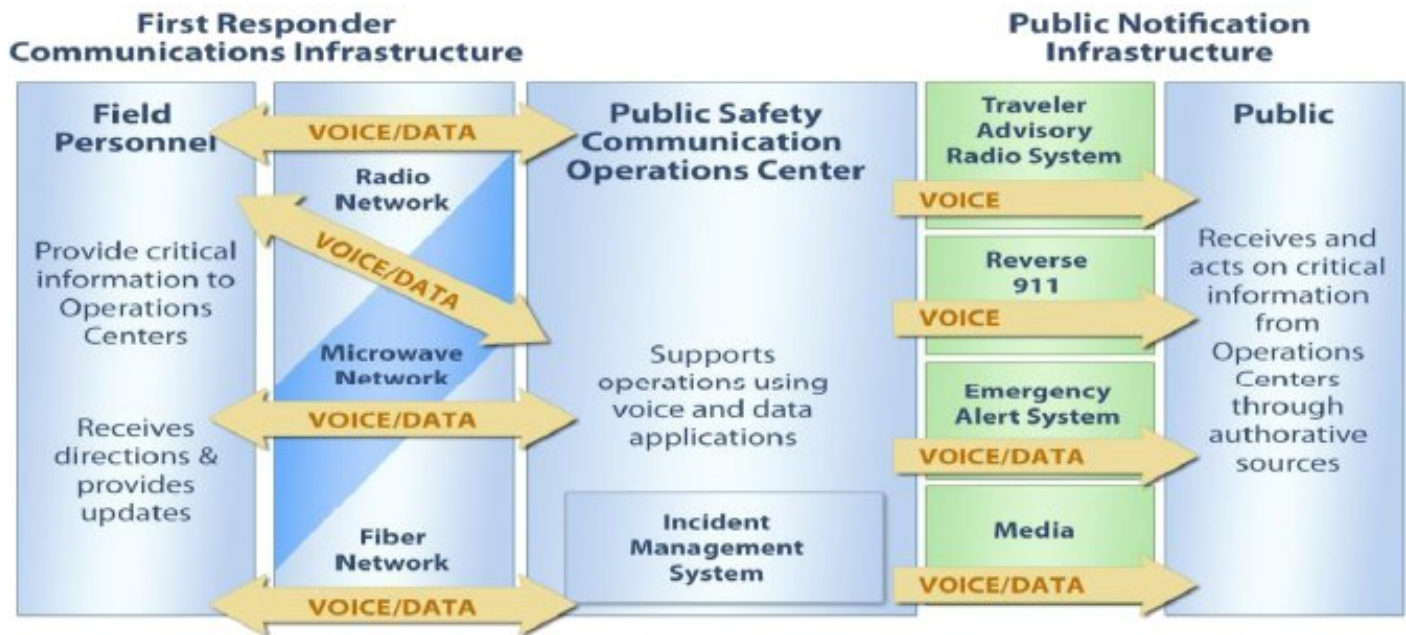 First Responder
Communications Infrastructure
Public Notification
Infrastructure
Field
Personnel
Provide critical
information to
Operations
Centers
Receives
directions &
provides
updates
VOICE/DATA
Radio
Network
VOICE/DATA
Microwave
Network
VOICE/DATA
Fiber
Network
VOICE/DATA
Public Safety
Communication
Operations Center
Supports
operations using
voice and data
applications
Incident
Management
System
Traveler
Advisory
Radio System
VOICE
Reverse
911
VOICE
Emergency
Alert System
VOICE/DATA
Media
VOICE/DATA
Public
Receives and
acts on critical
information
from
Operations
Centers
through
authorative
sources